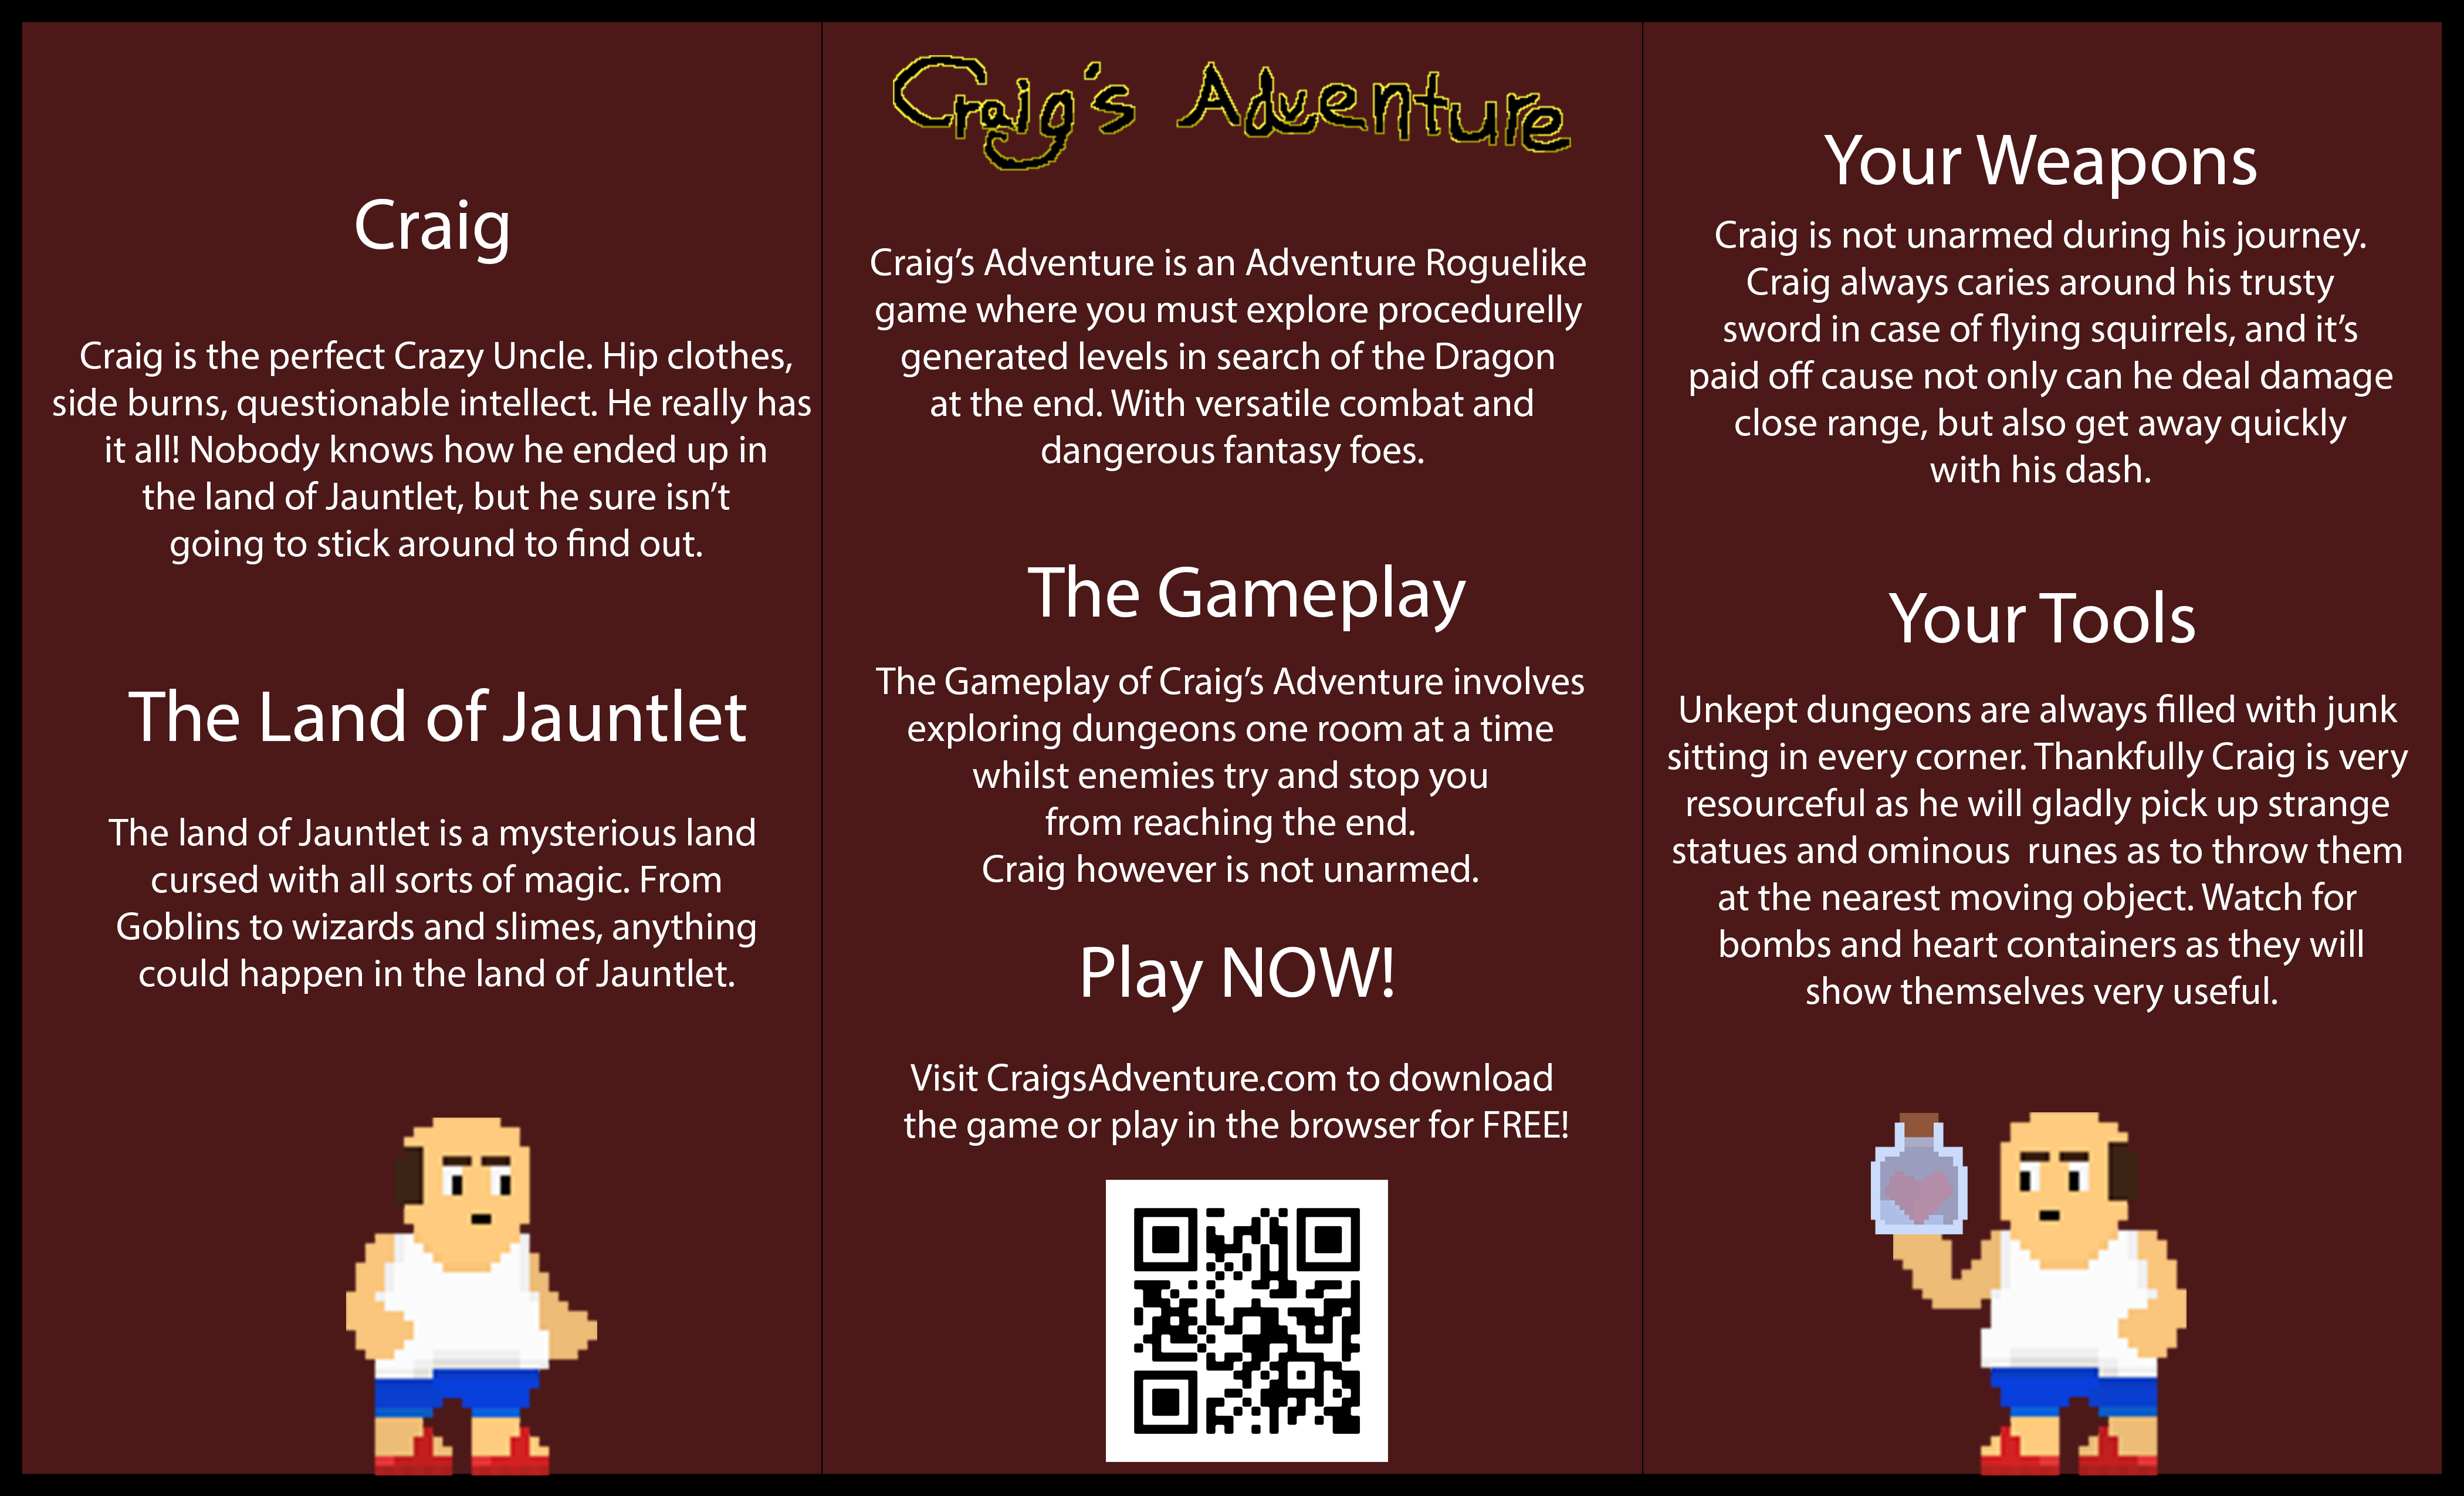 Craig
Craig is the perfect Crazy Uncle. Hip clothes,
side burns, questionable intellect. He really has
it all! Nobody knows how he ended up in
the land of Jauntlet, but he sure isn't
going to stick around to find out.
The Land of Jauntlet
The land of Jauntlet is a mysterious land
cursed with all sorts of magic. From
Goblins to wizards and slimes, anything
could happen in the land of Jauntlet.
Craig's Adventure
Craig's Adventure is an Adventure Roguelike
game where you must explore procedurelly
generated levels in search of the Dragon
at the end. With versatile combat and
dangerous fantasy foes.
The Gameplay
The Gameplay of Craig's Adventure involves
exploring dungeons one room at a time
whilst enemies try and stop you
from reaching the end.
Craig however is not unarmed.
Play NOW!
Visit CraigsAdventure.com to download
the game or play in the browser for FREE!
Your Weapons
Craig is not unarmed during his journey.
Craig always caries around his trusty
sword in case of flying squirrels, and it's
paid off cause not only can he deal damage
close range, but also get away quickly
with his dash.
Your Tools
Unkept dungeons are always filled with junk
sitting in every corner. Thankfully Craig is very
resourceful as he will gladly pick up strange
statues and ominous  runes as to throw them
at the nearest moving object. Watch for
bombs and heart containers as they will
show themselves very useful.